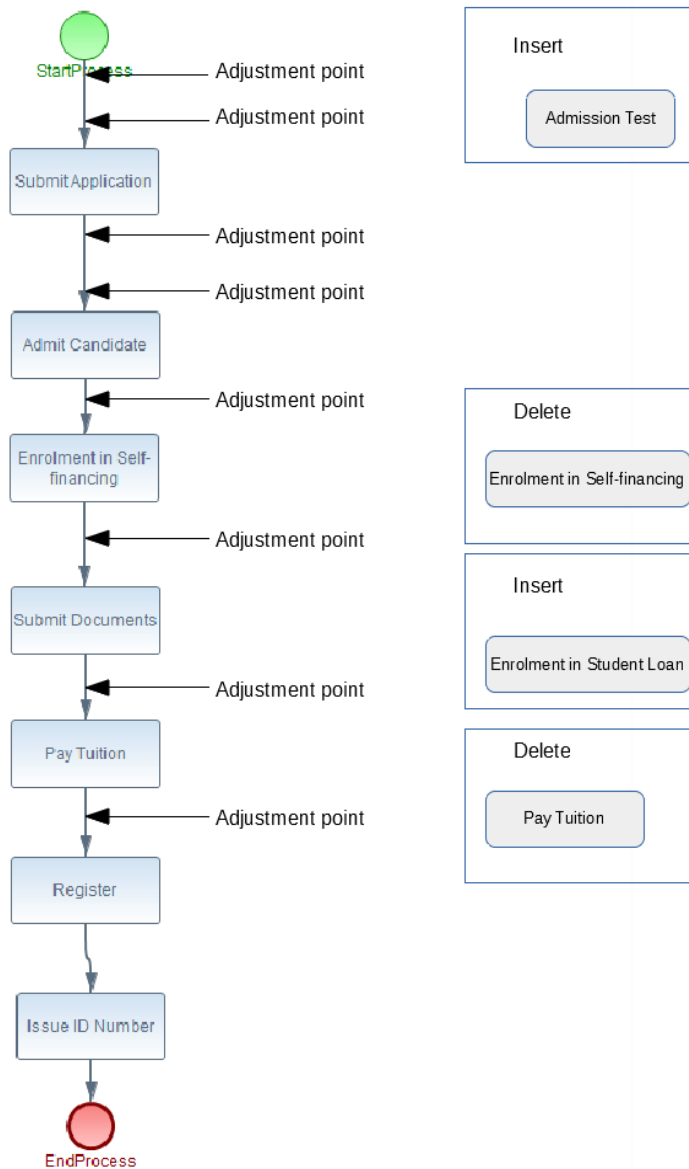 StartProcess
Adjustment point
Adjustment point
Submit Application
Adjustment point
Adjustment point
Admit Candidate
Adjustment point
Enrolment in Self-
financing
Adjustment point
Submit Documents
Adjustment point
Pay Tuition
Adjustment point
Register
Issue ID Number
EndProcess
Insert
Admission Test
Delete
Enrolment in Self-financing
Insert
Enrolment in Student Loan
Delete
Pay Tuition